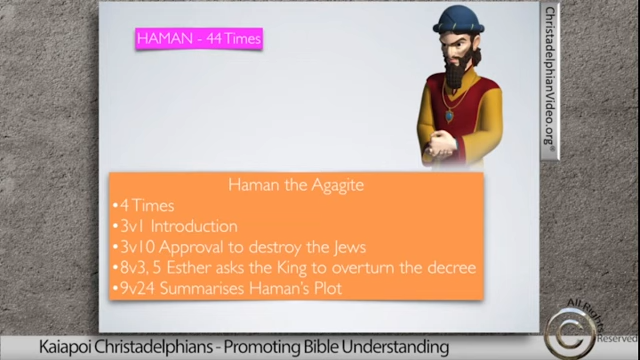 HAMAN - 44 Times
ChristadelphianVideo.org®
Haman the Agagite
•4 Times
•3v1 Introduction
•3v10 Approval to destroy the Jews
•8v3, 5 Esther asks the King to overturn the decree
•9v24 Summarises Haman's Plot
All Rights
Reserved
Kaiapoi Christadelphians - Promoting Bible Understanding